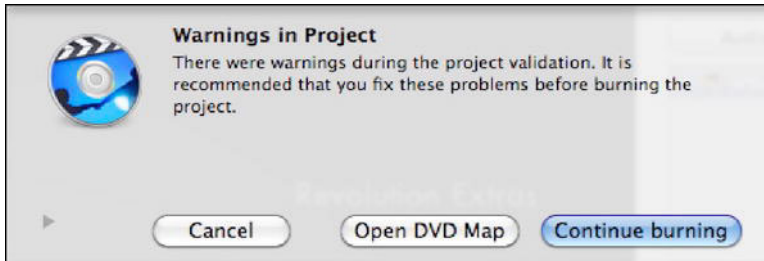 Warnings in Project
There were warnings during the project validation. It is
recommended that you fix these problems before burning the
project.
Revolution Extras
Cancel
Open DVD Map
Continue burning